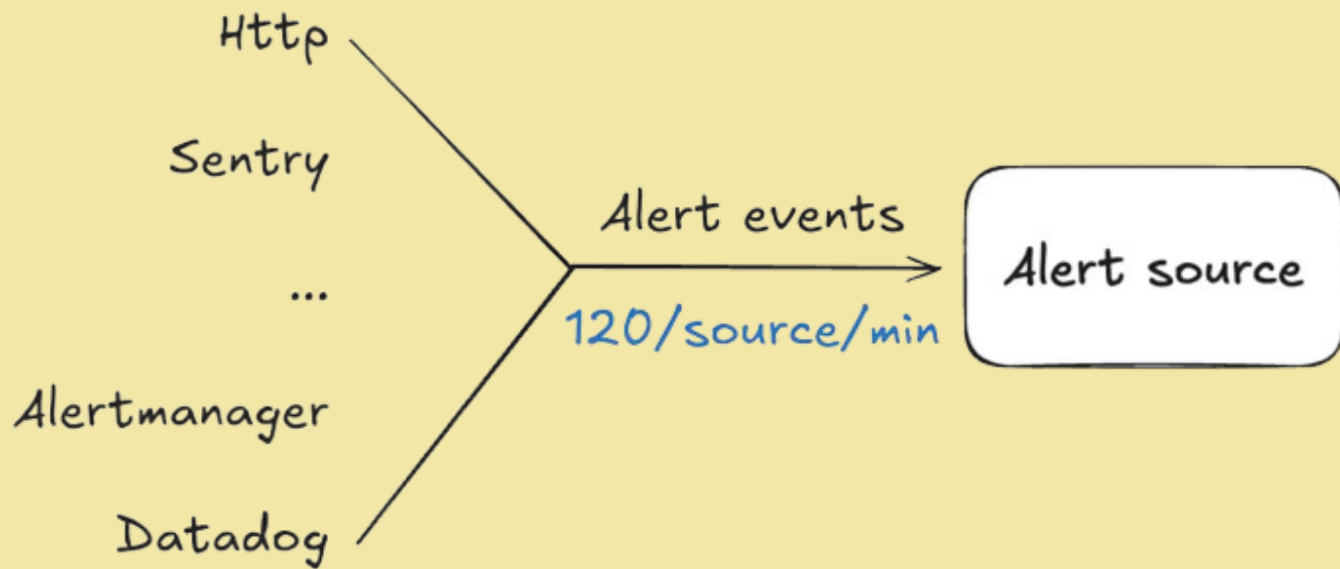 Http
Sentry
...
Alertmanager
Datadog
Alert events
120/source/min
Alert source